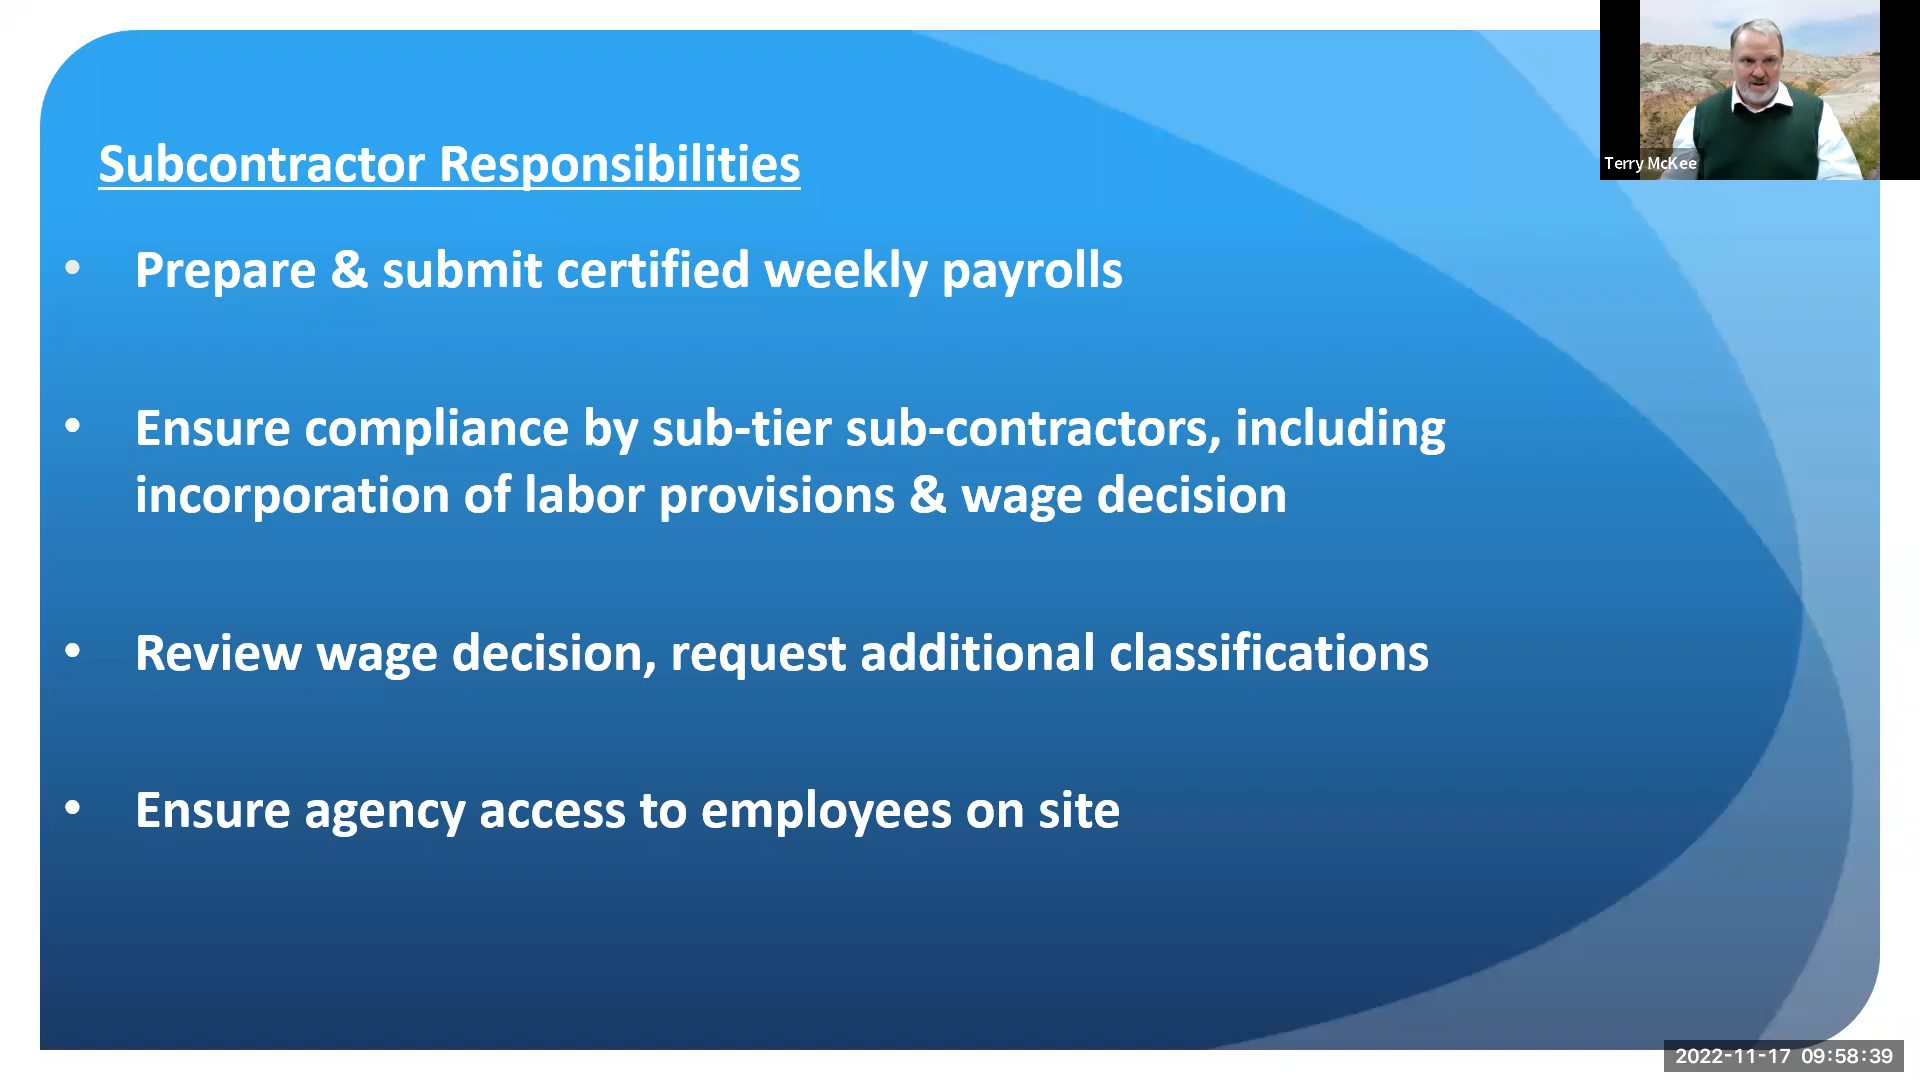 Subcontractor Responsibilities
• Prepare & submit certified weekly payrolls
• Ensure compliance by sub-tier sub-contractors, including
incorporation of labor provisions & wage decision
• Review wage decision, request additional classifications
• Ensure agency access to employees on site
Terry McKee
2022-11-17 09:58:39